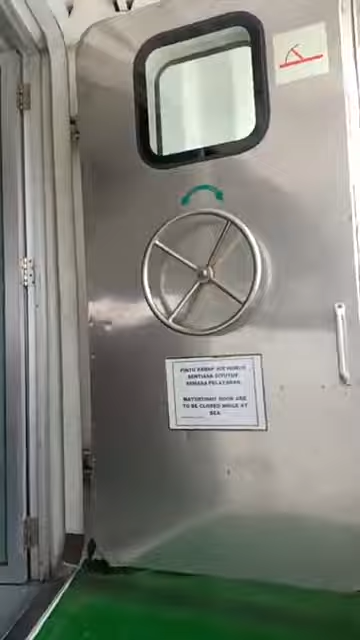 PINTU KEDAP AIR HARUS
SENTIASA DITUTUP
SEMASA PELAYARAN
WATERTIGHT DOOR ARE
TO BE CLOSED WHILE AT
SEA